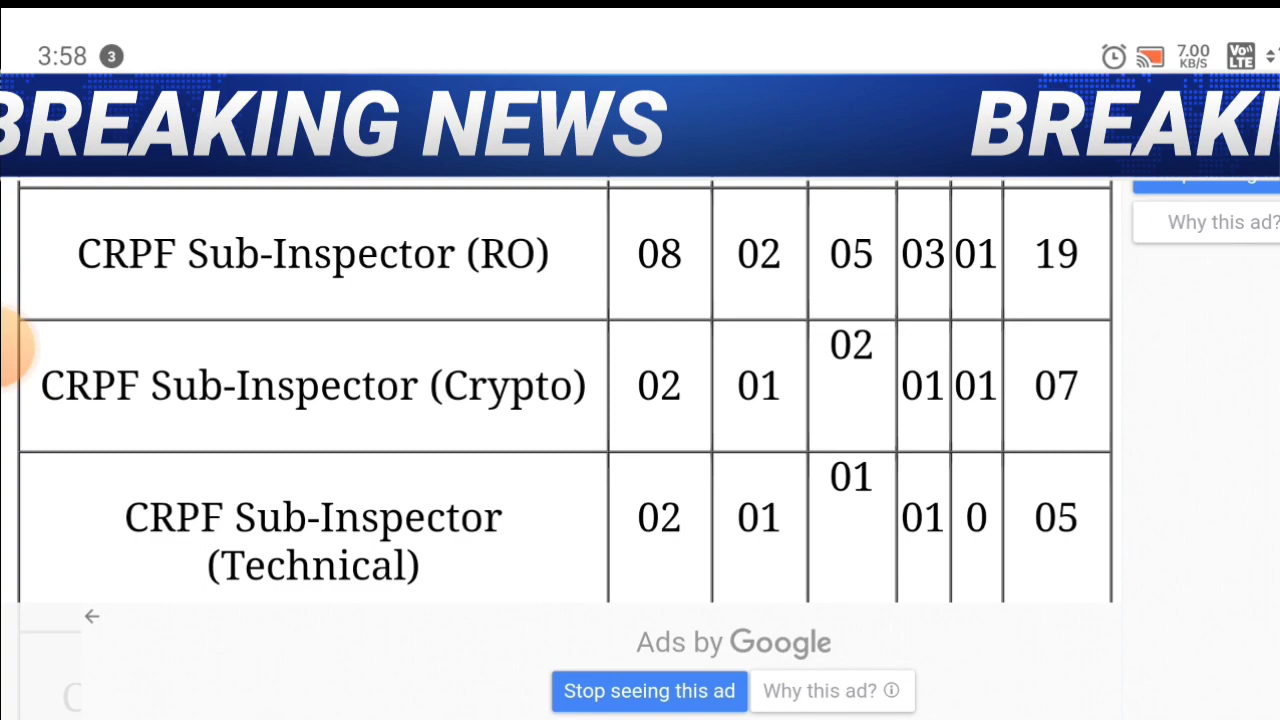 3:58 3 7.00 KB/S VoLTE
BREAKING NEWS BREAKI
Why this ad?
CRPF Sub-Inspector (RO) 08 02 05 03 01 19
CRPF Sub-Inspector (Crypto) 02 01 02 01 01 07
CRPF Sub-Inspector (Technical) 02 01 01 01 0 05
Ads by Google
Stop seeing this ad Why this ad?